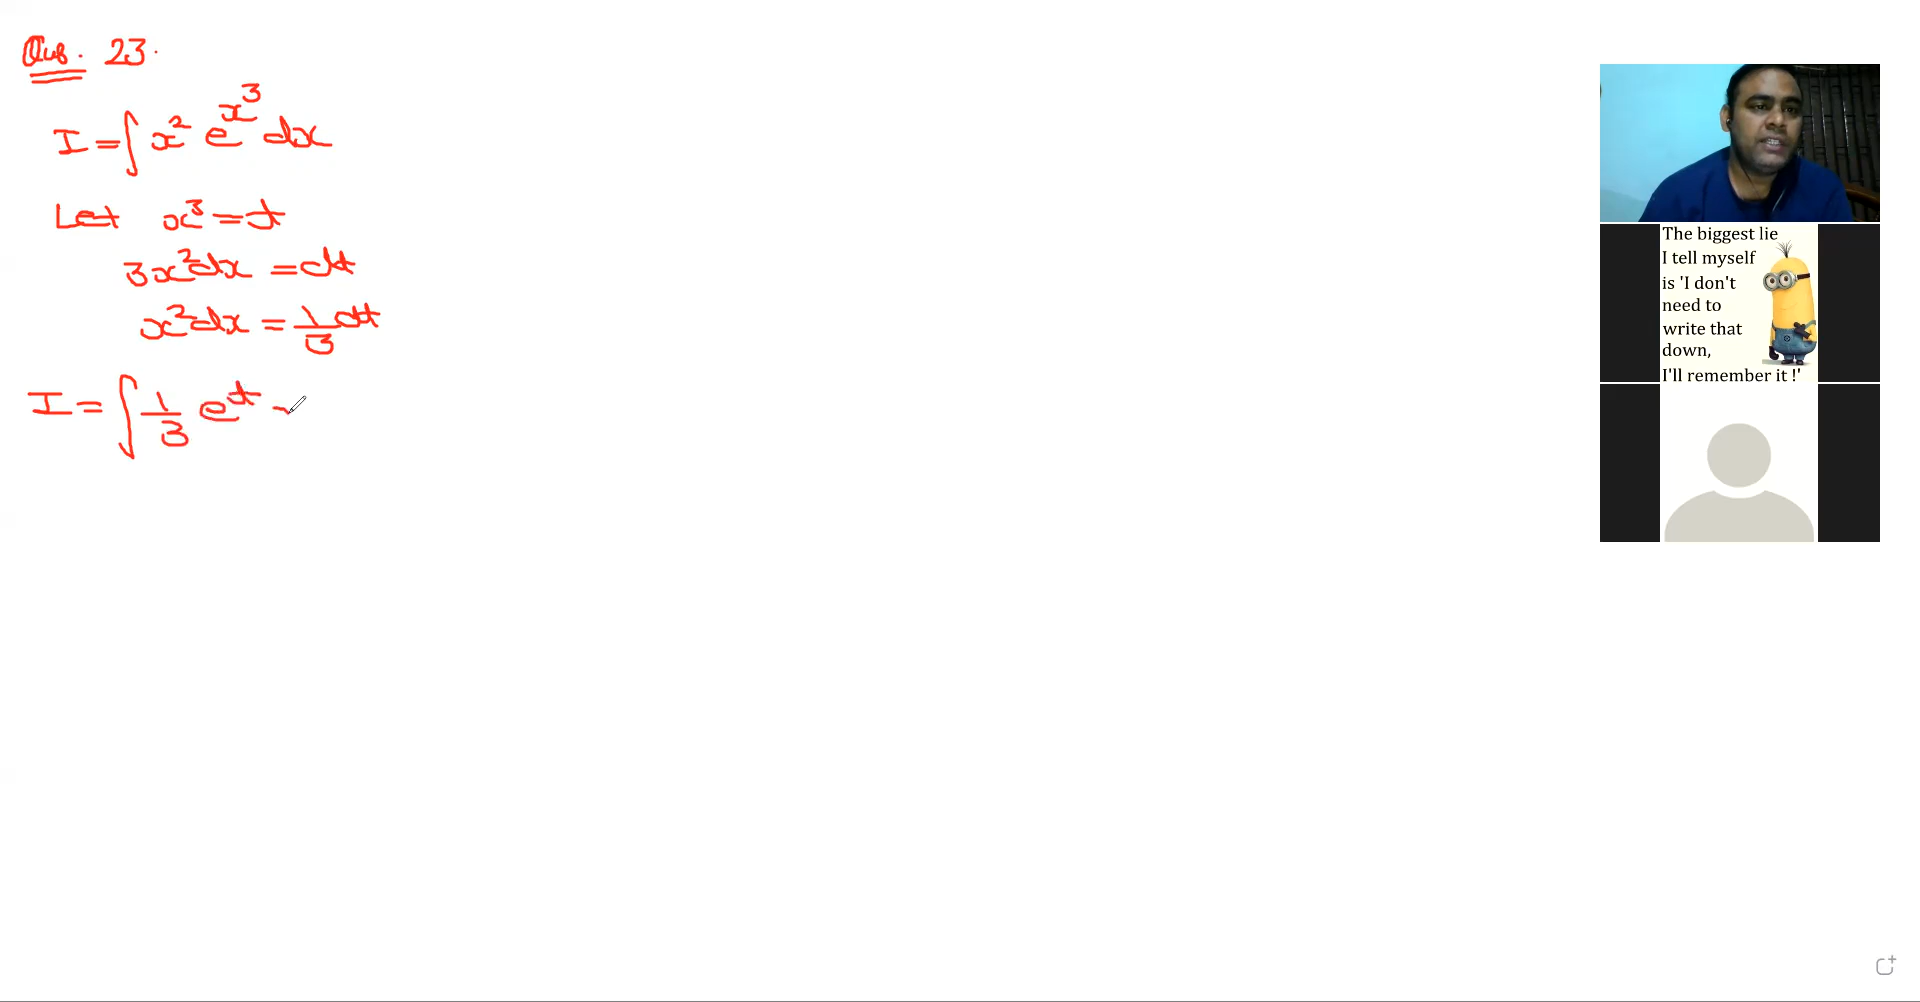 Ques. 23.
I = ∫ x² e^x³ dx
Let x³ = t
3x² dx = dt
x² dx = 1/3 dt
I = ∫ 1/3 e^t -
The biggest lie
I tell myself
is 'I don't
need to
write that
down,
I'll remember it !'